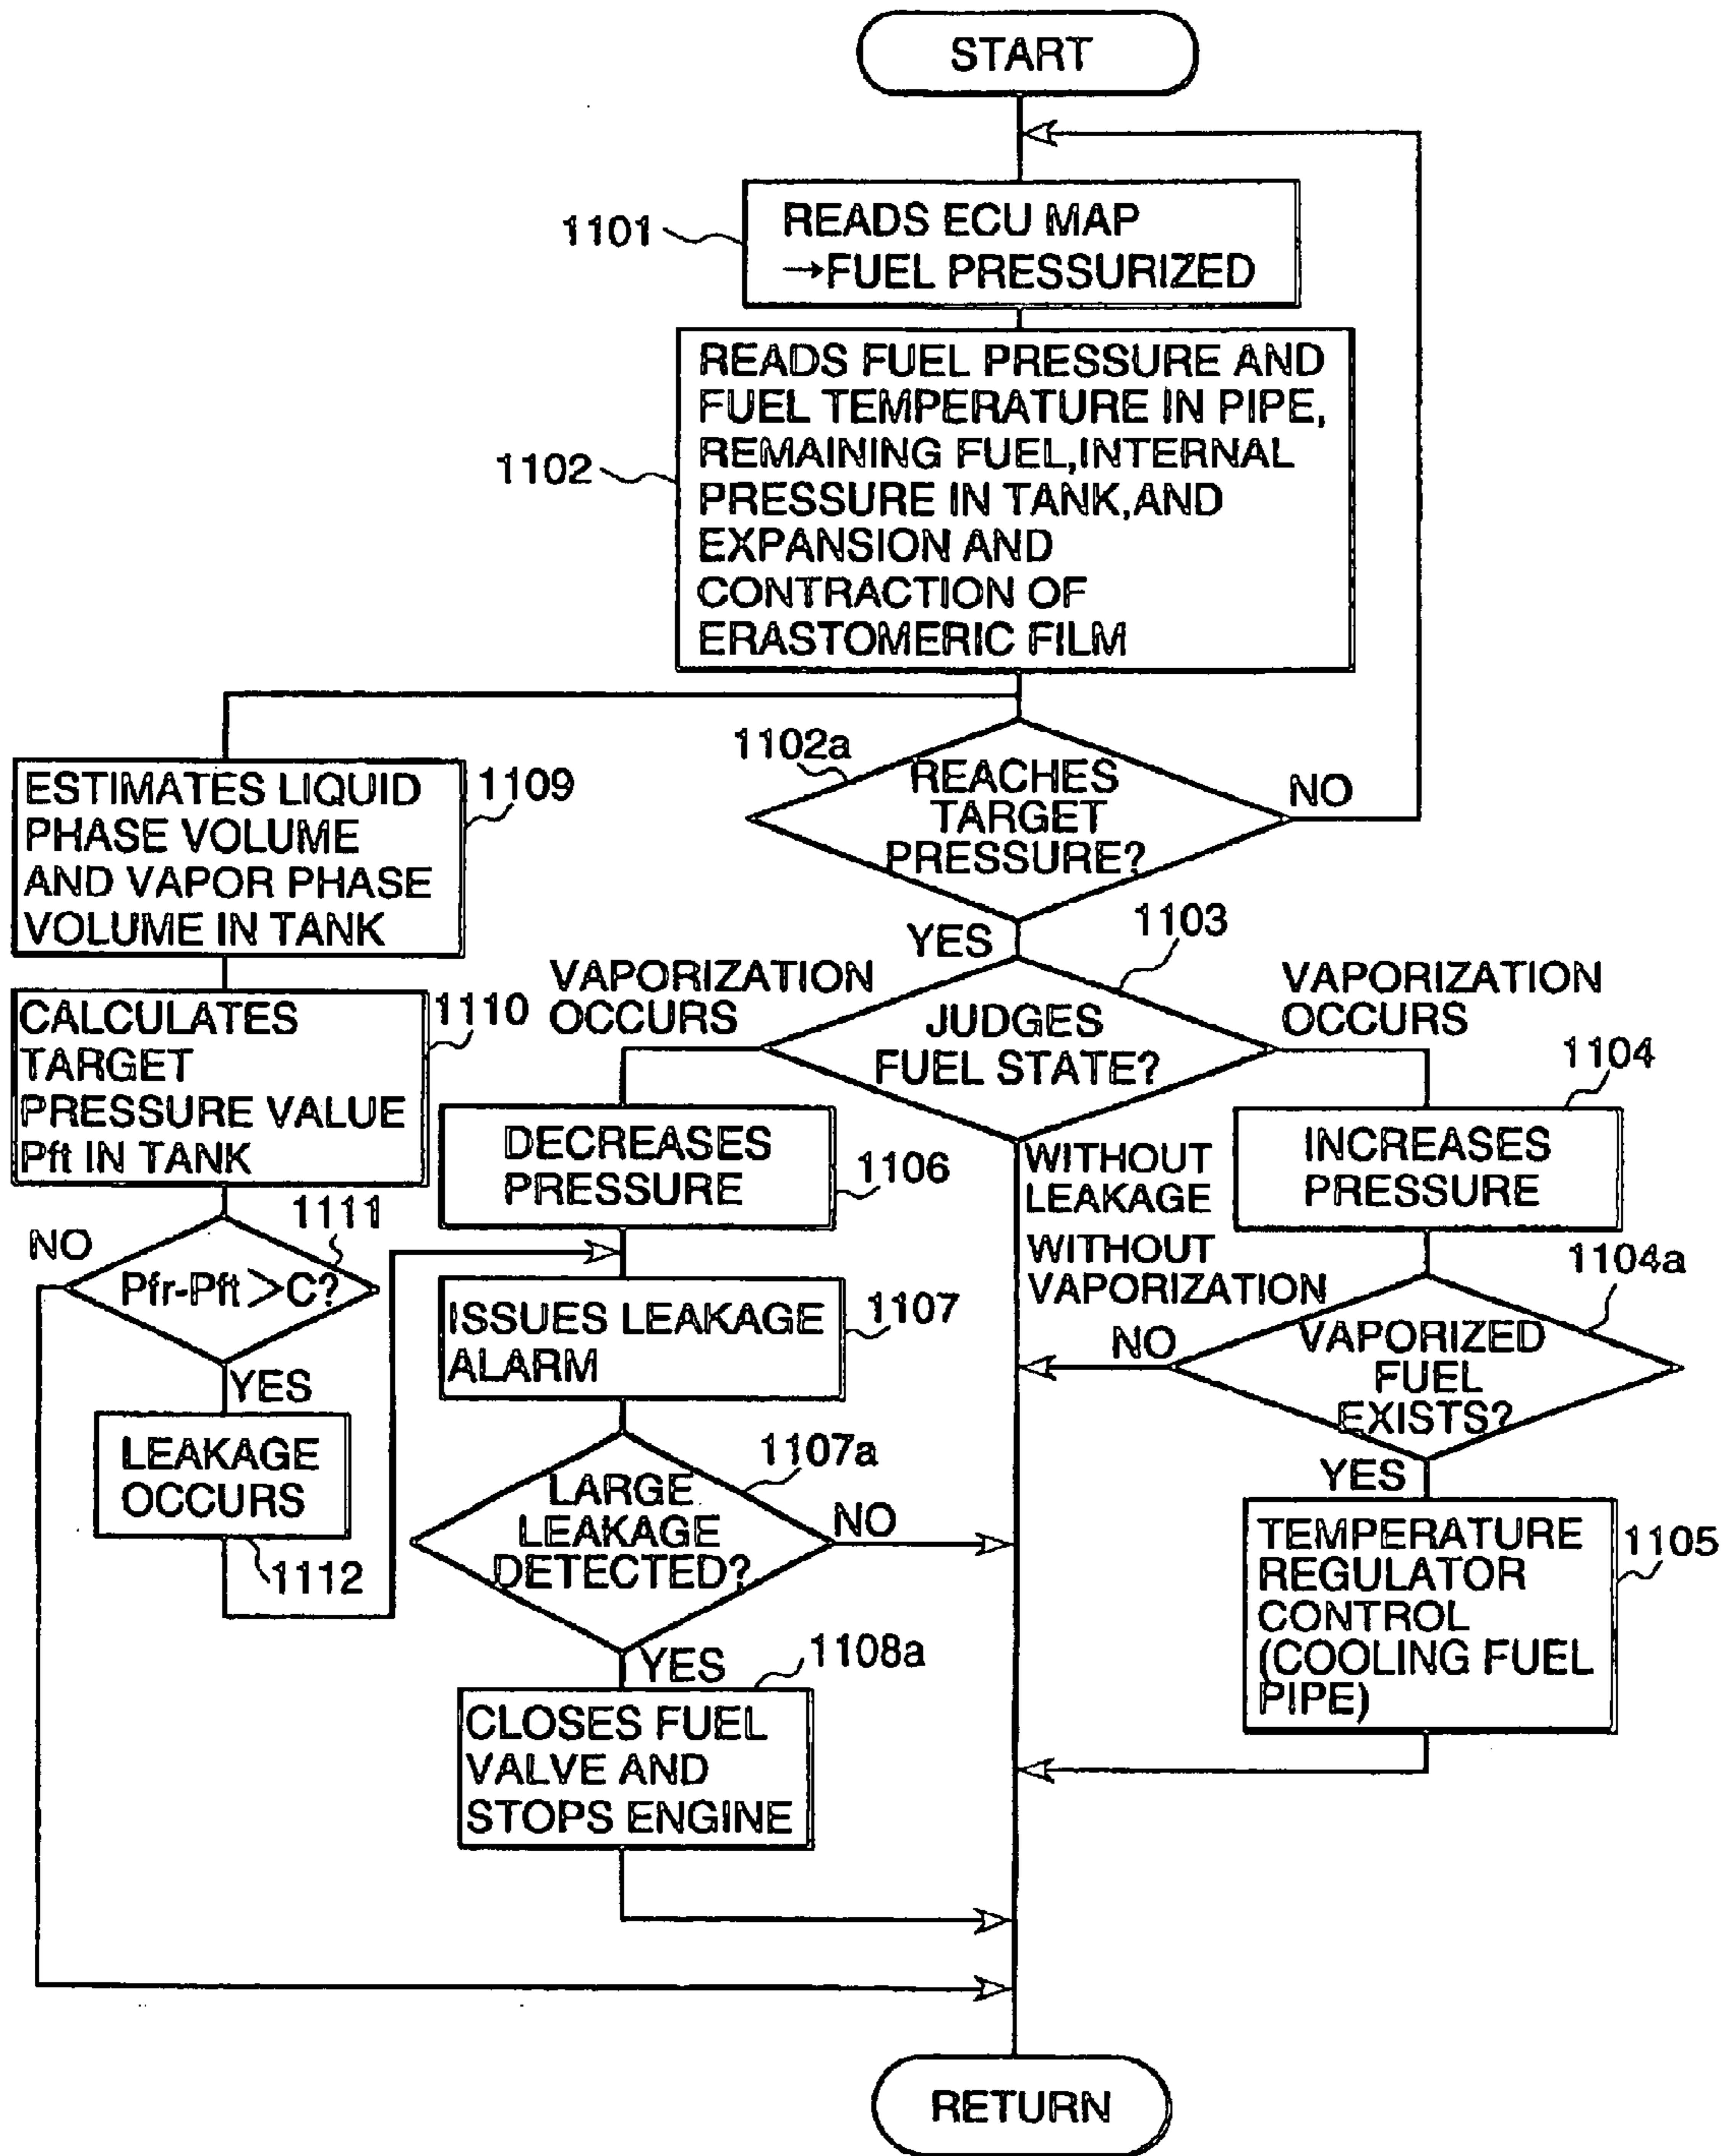 START
1101
READS ECU MAP
→FUEL PRESSURIZED
1102
READS FUEL PRESSURE AND
FUEL TEMPERATURE IN PIPE,
REMAINING FUEL,INTERNAL
PRESSURE IN TANK,AND
EXPANSION AND
CONTRACTION OF
ERASTOMERIC FILM
1102a
REACHES
TARGET
PRESSURE?
NO
YES
ESTIMATES LIQUID
PHASE VOLUME
AND VAPOR PHASE
VOLUME IN TANK
1109
CALCULATES
TARGET
PRESSURE VALUE
Pft IN TANK
1110
1111
NO
Pfr-Pft>C?
YES
LEAKAGE
OCCURS
1112
1103
VAPORIZATION
OCCURS
JUDGES
FUEL STATE?
VAPORIZATION
OCCURS
DECREASES
PRESSURE
1106
WITHOUT
LEAKAGE
WITHOUT
VAPORIZATION
1104
INCREASES
PRESSURE
ISSUES LEAKAGE
ALARM
1107
1107a
LARGE
LEAKAGE
DETECTED?
NO
YES
1108a
CLOSES FUEL
VALVE AND
STOPS ENGINE
1104a
VAPORIZED
FUEL
EXISTS?
NO
YES
TEMPERATURE
REGULATOR
CONTROL
(COOLING FUEL
PIPE)
1105
RETURN